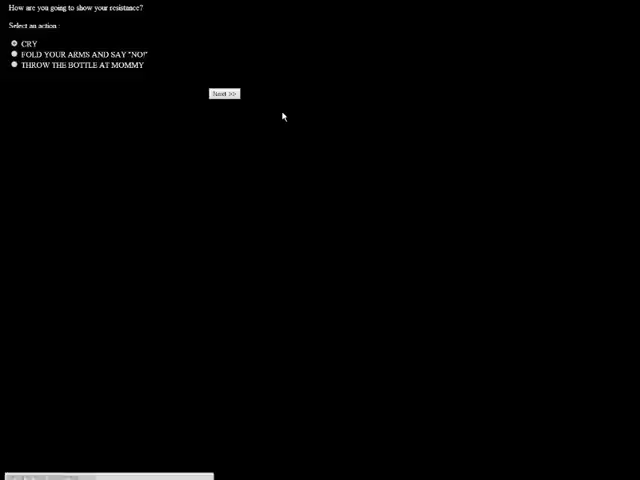 How are you going to show your resistance?
Select an action :
CRY
FOLD YOUR ARMS AND SAY "NO!"
THROW THE BOTTLE AT MOMMY
Next >>